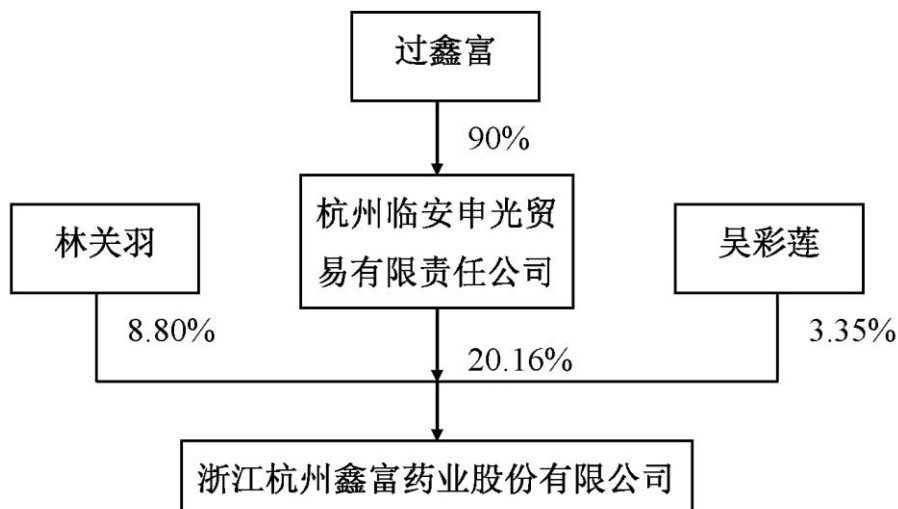 过鑫富
90%
杭州临安申光贸
易有限责任公司
林关羽
吴彩莲
8.80%
20.16%
3.35%
浙江杭州鑫富药业股份有限公司